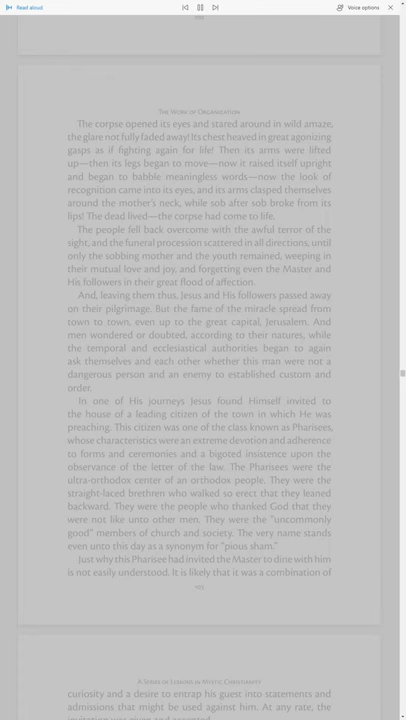 Read aloud
Voice options
The Work of Organization
The corpse opened its eyes and stared around in wild amaze,
the glare not fully faded away! Its chest heaved in great agonizing
gasps as if fighting again for life! Then its arms were lifted
up—then its legs began to move—now it raised itself upright
and began to babble meaningless words—now the look of
recognition came into its eyes, and its arms clasped themselves
around the mother's neck, while sob after sob broke from its
lips! The dead lived—the corpse had come to life.
The people fell back overcome with the awful terror of the
sight, and the funeral procession scattered in all directions, until
only the sobbing mother and the youth remained, weeping in
their mutual love and joy, and forgetting even the Master and
His followers in their great flood of affection.
And, leaving them thus, Jesus and His followers passed away
on their pilgrimage. But the fame of the miracle spread from
town to town, even up to the great capital, Jerusalem. And
men wondered or doubted, according to their natures, while
the temporal and ecclesiastical authorities began to again
ask themselves and each other whether this man were not a
dangerous person and an enemy to established custom and
order.
In one of His journeys Jesus found Himself invited to
the house of a leading citizen of the town in which He was
preaching. This citizen was one of the class known as Pharisees,
whose characteristics were an extreme devotion and adherence
to forms and ceremonies and a bigoted insistence upon the
observance of the letter of the law. The Pharisees were the
ultra-orthodox center of an orthodox people. They were the
straight-laced brethren who walked so erect that they leaned
backward. They were the people who thanked God that they
were not like unto other men. They were the "uncommonly
good" members of church and society. The very name stands
even unto this day as a synonym for "pious sham."
Just why this Pharisee had invited the Master to dine with him
is not easily understood. It is likely that it was a combination of
A Series of Lessons in Mystic Christianity
curiosity and a desire to entrap his guest into statements and
admissions that might be used against him. At any rate, the
invitation was given and accepted.